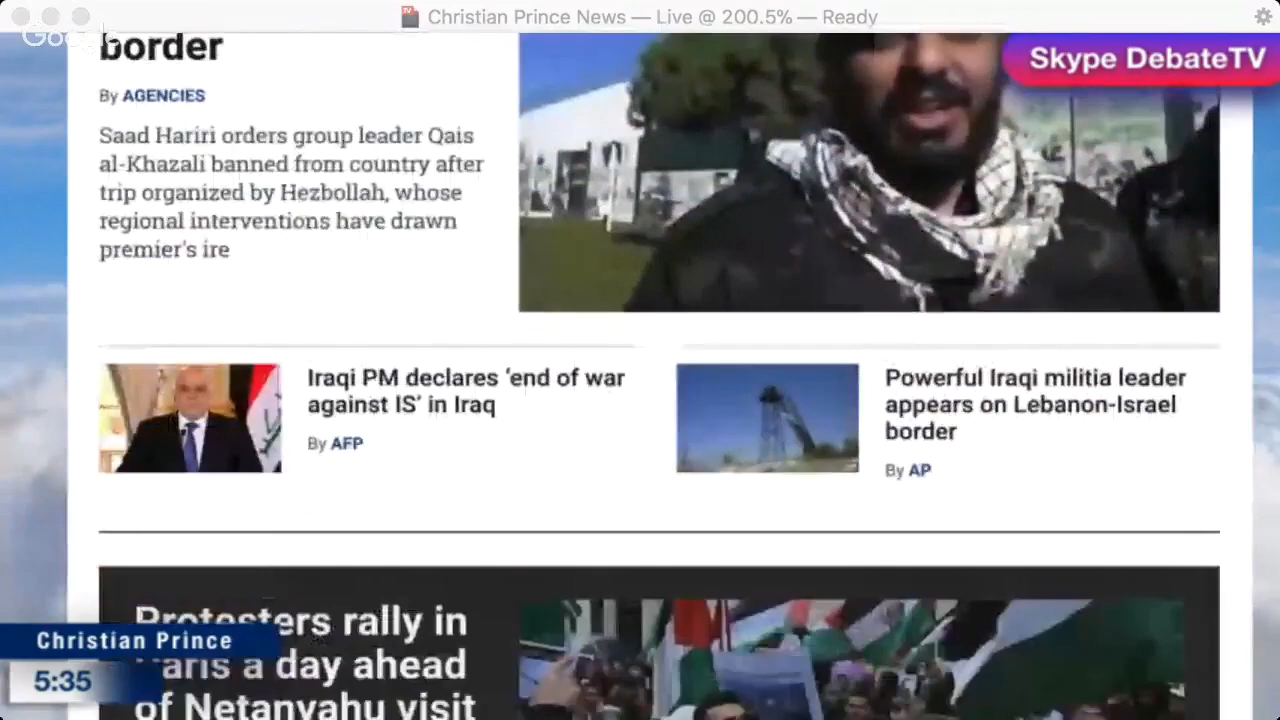 Christian Prince News — Live @ 200.5% — Ready
Google
Skype DebateTV
border
By AGENCIES
Saad Hariri orders group leader Qais
al-Khazali banned from country after
trip organized by Hezbollah, whose
regional interventions have drawn
premier's ire
Iraqi PM declares ‘end of war
against IS’ in Iraq
By AFP
Powerful Iraqi militia leader
appears on Lebanon-Israel
border
By AP
Protesters rally in
Paris a day ahead
of Netanyahu visit
Christian Prince
5:35